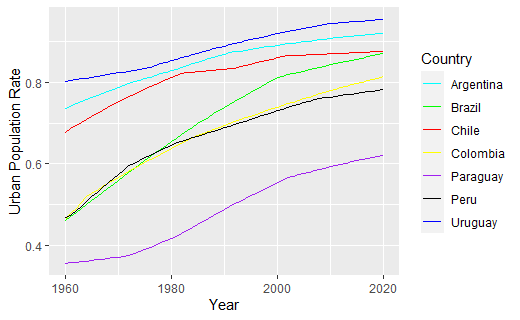 Urban Population Rate
0.8
0.6
0.4
1960 1980 2000 2020
Year
Country
Argentina
Brazil
Chile
Colombia
Paraguay
Peru
Uruguay